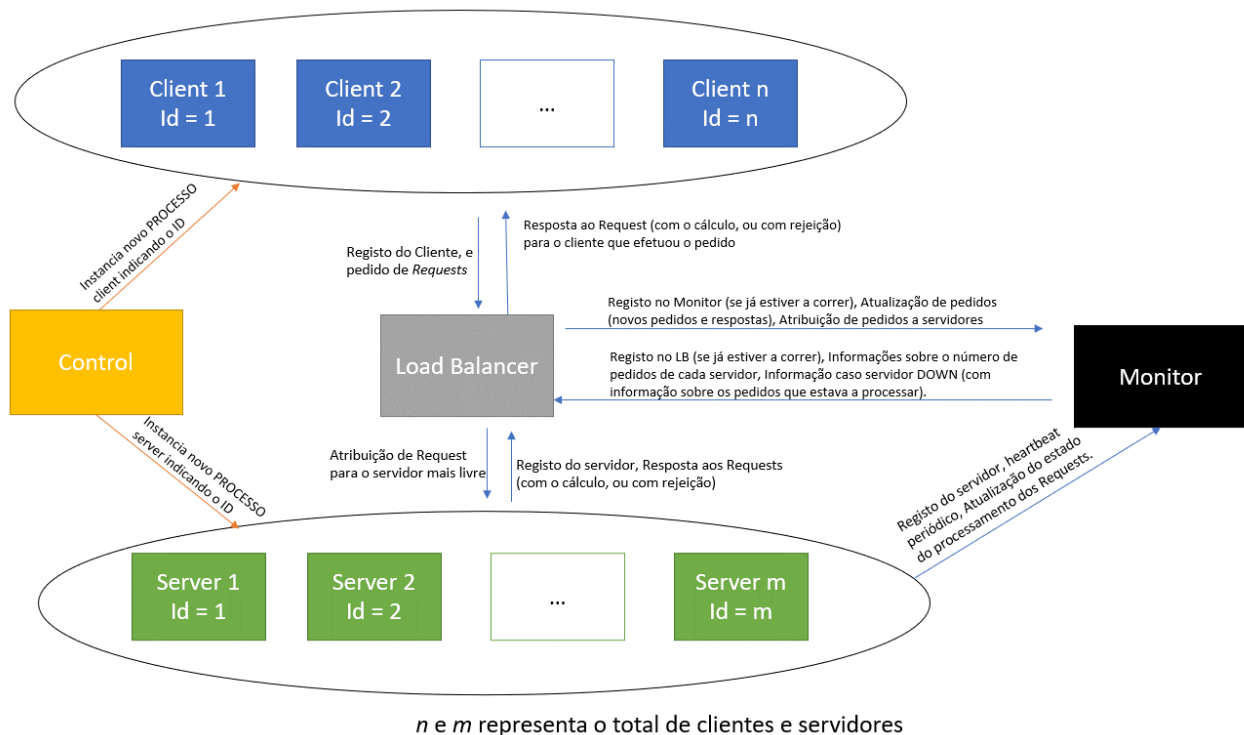 Client 1
Id = 1
Client 2
Id = 2
...
Client n
Id = n
Instancia novo PROCESSO
client indicando o ID
Registo do Cliente, e
pedido de Requests
Resposta ao Request (com o cálculo, ou com rejeição)
para o cliente que efetuou o pedido
Registo no Monitor (se já estiver a correr), Atualização de pedidos
(novos pedidos e respostas), Atribuição de pedidos a servidores
Control
Load Balancer
Registo no LB (se já estiver a correr), Informações sobre o número de
pedidos de cada servidor, Informação caso servidor DOWN (com
informação sobre os pedidos que estava a processar).
Monitor
Instancia novo PROCESSO
server indicando o ID
Atribuição de Request
para o servidor mais livre
Registo do servidor, Resposta aos Requests
(com o cálculo, ou com rejeição)
Registo do servidor, heartbeat
periódico, Atualização do estado
do processamento dos Requests.
Server 1
Id = 1
Server 2
Id = 2
...
Server m
Id = m
n e m representa o total de clientes e servidores